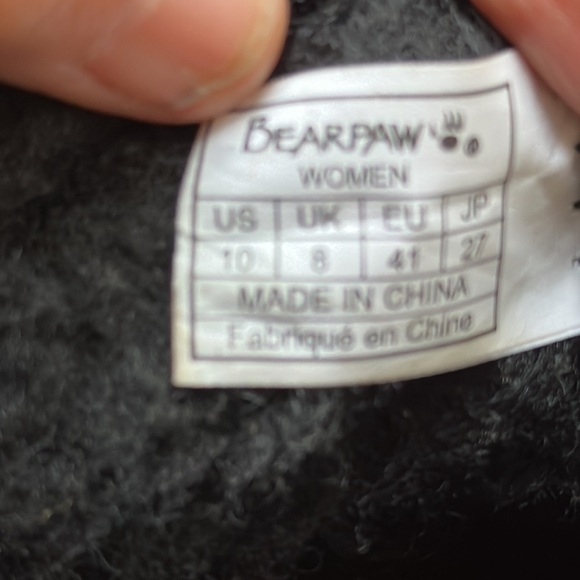 BEARPAW
WOMEN
US UK EU JP
10 8 41 27
MADE IN CHINA
Fabriqué en Chine